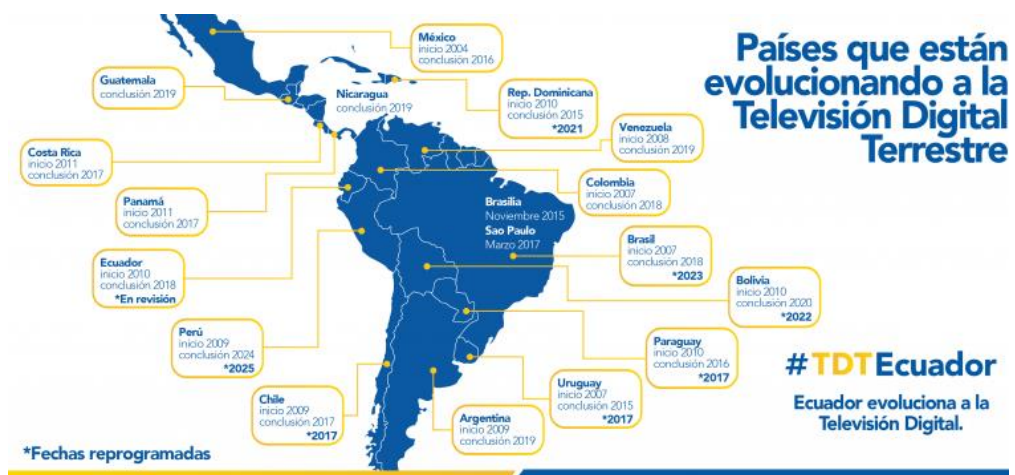 Países que están
evolucionando a la
Televisión Digital
Terrestre
México
inicio 2004
conclusión 2016
Guatemala
conclusión 2019
Nicaragua
conclusión 2019
Rep. Dominicana
inicio 2010
conclusión 2015
*2021
Venezuela
inicio 2008
conclusión 2019
Costa Rica
inicio 2011
conclusión 2017
Colombia
inicio 2007
conclusión 2018
Panamá
inicio 2011
conclusión 2017
Brasilia
Noviembre 2015
Sao Paulo
Marzo 2017
Brasil
inicio 2007
conclusión 2018
*2023
Ecuador
inicio 2010
conclusión 2018
*En revisión
Bolivia
inicio 2010
conclusión 2020
*2022
Perú
inicio 2009
conclusión 2024
*2025
Paraguay
inicio 2010
conclusión 2016
*2017
Chile
inicio 2009
conclusión 2017
*2017
Argentina
inicio 2009
conclusión 2019
Uruguay
inicio 2007
conclusión 2015
*2017
#TDTEcuador
Ecuador evoluciona a la
Televisión Digital.
*Fechas reprogramadas